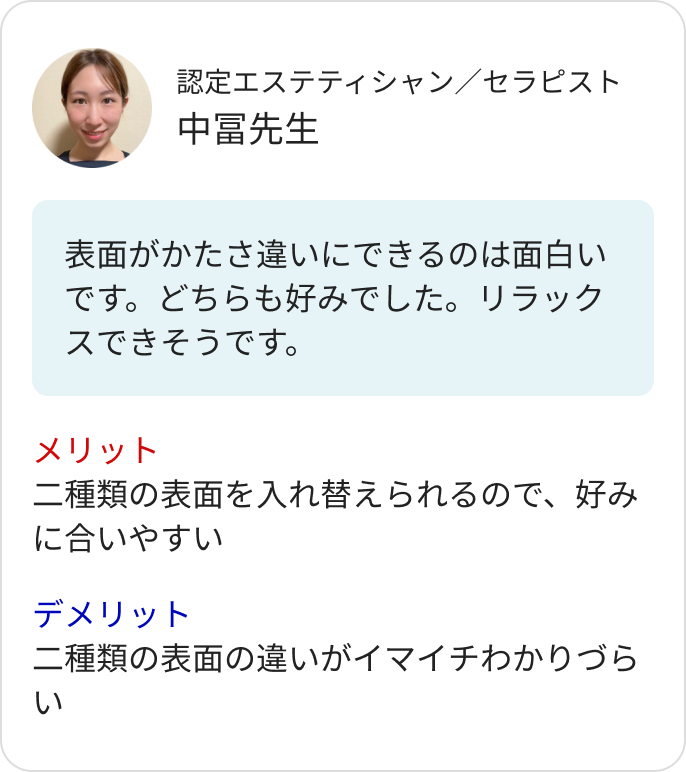 認定エステティシャン／セラピスト
中冨先生
表面がかたさ違いにできるのは面白い
です。どちらも好みでした。リラック
スできそうです。
メリット
二種類の表面を入れ替えられるので、好み
に合いやすい
デメリット
二種類の表面の違いがイマイチわかりづら
い